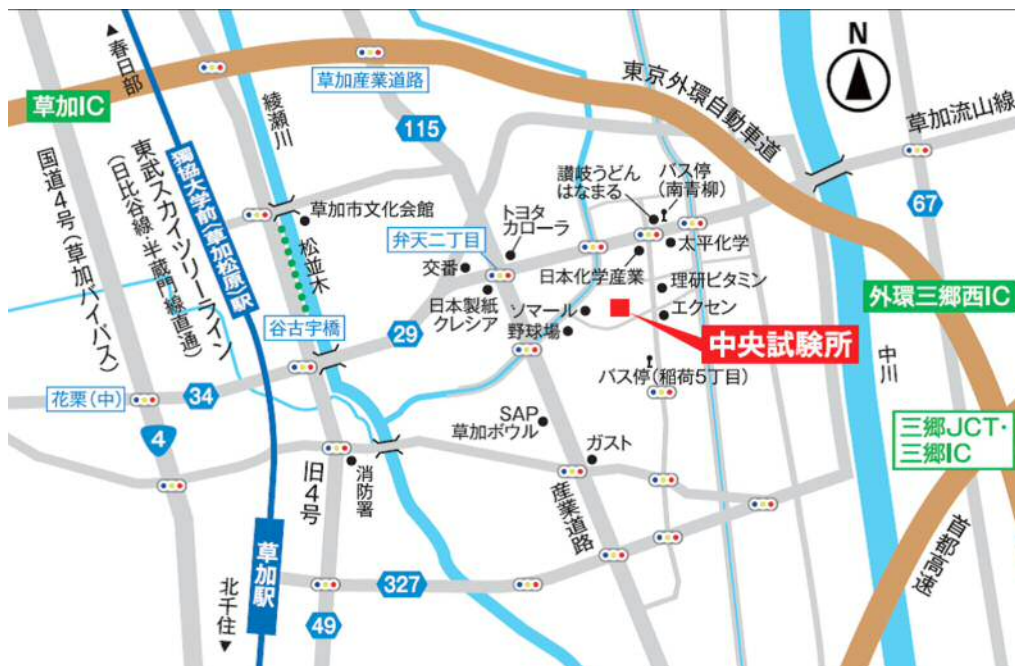 ▲春日部
草加IC
国道4号(草加バイパス)
東武スカイツリーライン
(日比谷線・半蔵門線直通)
獨協大学前(草加松原)駅
綾瀬川
草加産業道路
115
東京外環自動車道
N
草加流山線
67
草加市文化会館
松並木
谷古宇橋
弁天二丁目
トヨタ
カローラ
交番
日本製紙
クレシア
讃岐うどん
はなまる
バス停
(南青柳)
太平化学
日本化学産業
理研ビタミン
ソマール
エクセン
野球場
中央試験所
外環三郷西IC
中川
29
34
花栗(中)
4
バス停(稲荷5丁目)
三郷JCT・
三郷IC
SAP
草加ボウル
ガスト
旧4号
消防署
産業道路
首都高速
草加駅
327
49
北千住▼